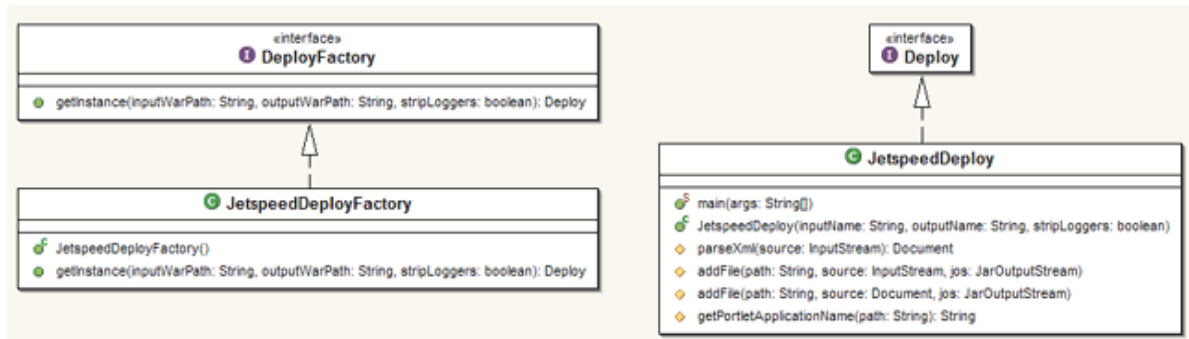 «interface»
I DeployFactory
getInstance(inputWarPath: String, outputWarPath: String, stripLoggers: boolean): Deploy
C JetspeedDeployFactory
C JetspeedDeployFactory()
getInstance(inputWarPath: String, outputWarPath: String, stripLoggers: boolean): Deploy
«interface»
I Deploy
C JetspeedDeploy
S main(args: String[])
C JetspeedDeploy(inputName: String, outputName: String, stripLoggers: boolean)
parseXml(source: InputStream): Document
addFile(path: String, source: InputStream, jos: JarOutputStream)
addFile(path: String, source: Document, jos: JarOutputStream)
getPortletApplicationName(path: String): String